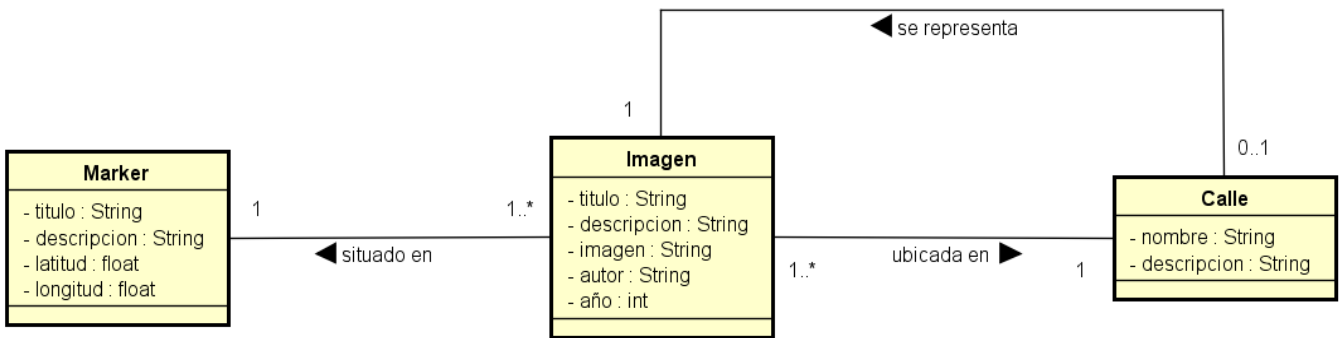 ◀ se representa
1
0..1
Marker
- titulo : String
- descripcion : String
- latitud : float
- longitud : float
1
1..*
◀ situado en
Imagen
- titulo : String
- descripcion : String
- imagen : String
- autor : String
- año : int
1..*
ubicada en ▶
1
Calle
- nombre : String
- descripcion : String